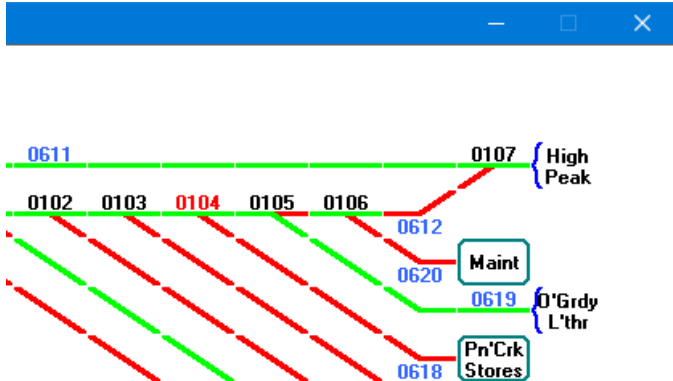 0611
0107
High
Peak
0102 0103 0104 0105 0106
0612
Maint
0620
0619
O'Grdy
L'thr
Pn'Crk
Stores
0618